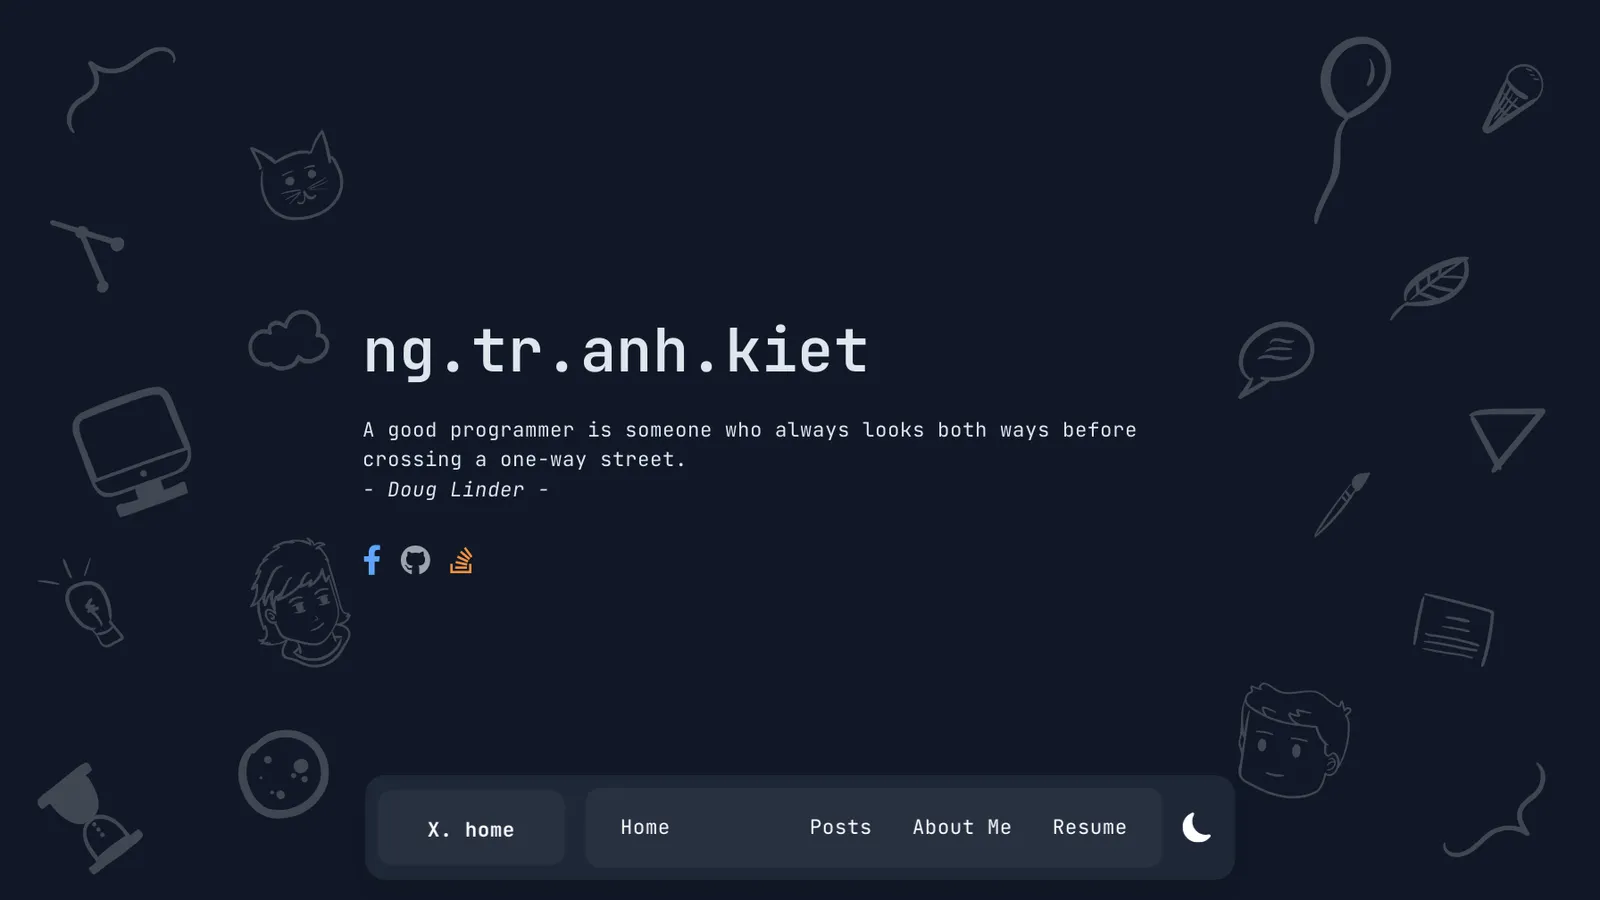 ng.tr.anh.kiet
A good programmer is someone who always looks both ways before
crossing a one-way street.
- Doug Linder -
X. home
Home Posts About Me Resume